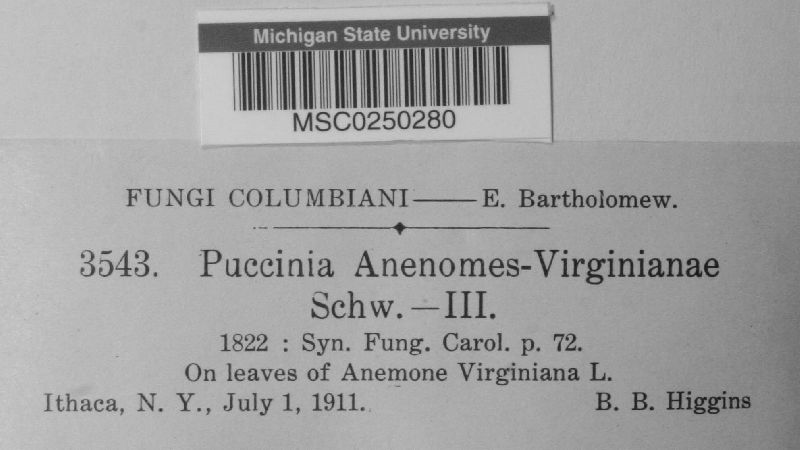 Michigan State University
MSC0250280
FUNGI COLUMBIANI—E. Bartholomew.
3543. Puccinia Anenomes-Virginianae
Schw.—III.
1822 : Syn. Fung. Carol. p. 72.
On leaves of Anemone Virginiana L.
Ithaca, N. Y., July 1, 1911. B. B. Higgins